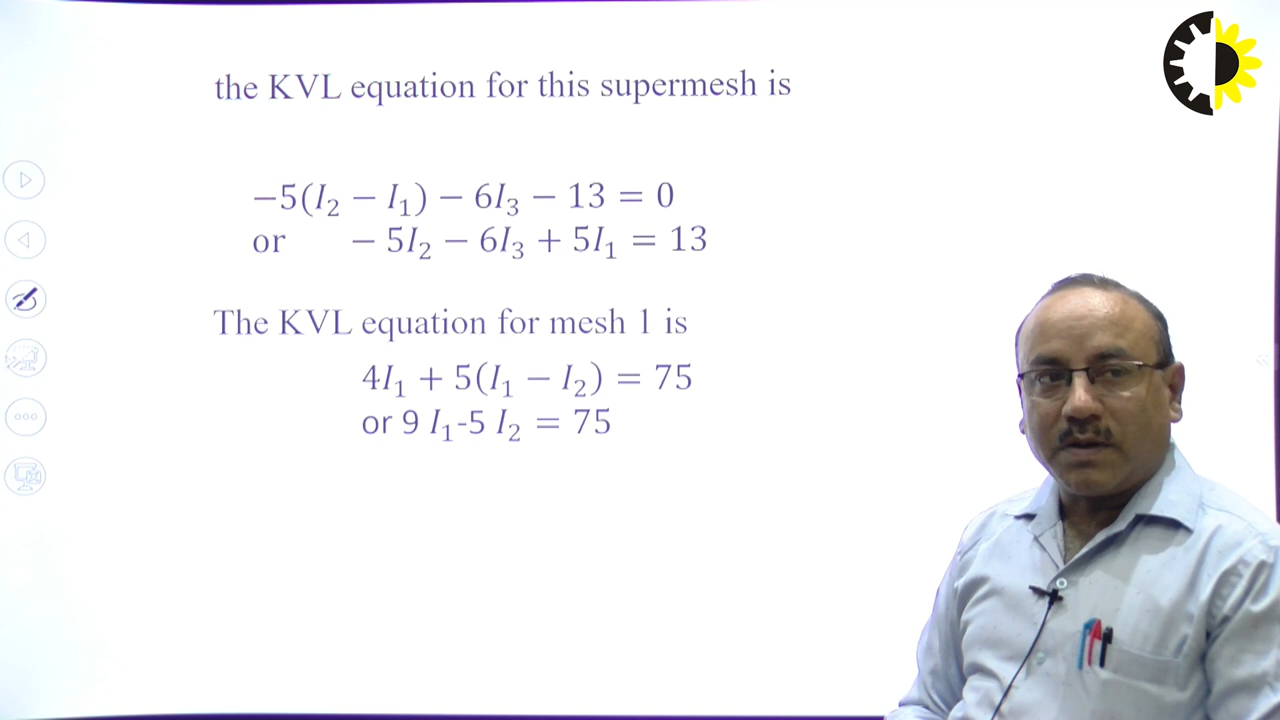 the KVL equation for this supermesh is
−5(I₂ − I₁) − 6I₃ − 13 = 0
or − 5I₂ − 6I₃ + 5I₁ = 13
The KVL equation for mesh 1 is
4I₁ + 5(I₁ − I₂) = 75
or 9 I₁-5 I₂ = 75